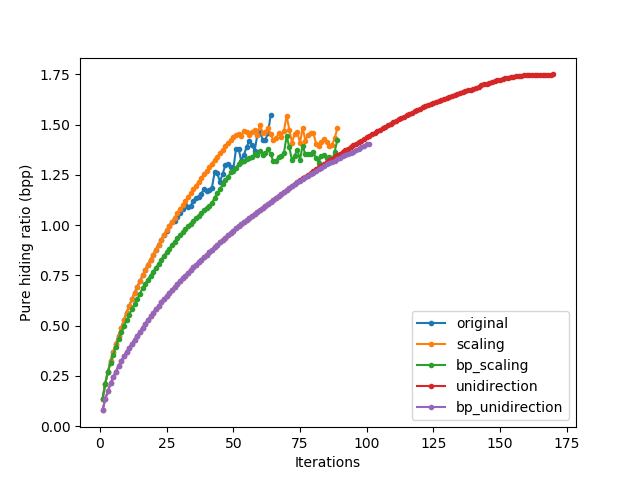 1.75
1.50
1.25
1.00
0.75
0.50
0.25
0.00
Pure hiding ratio (bpp)
original
scaling
bp_scaling
unidirection
bp_unidirection
0 25 50 75 100 125 150 175
Iterations